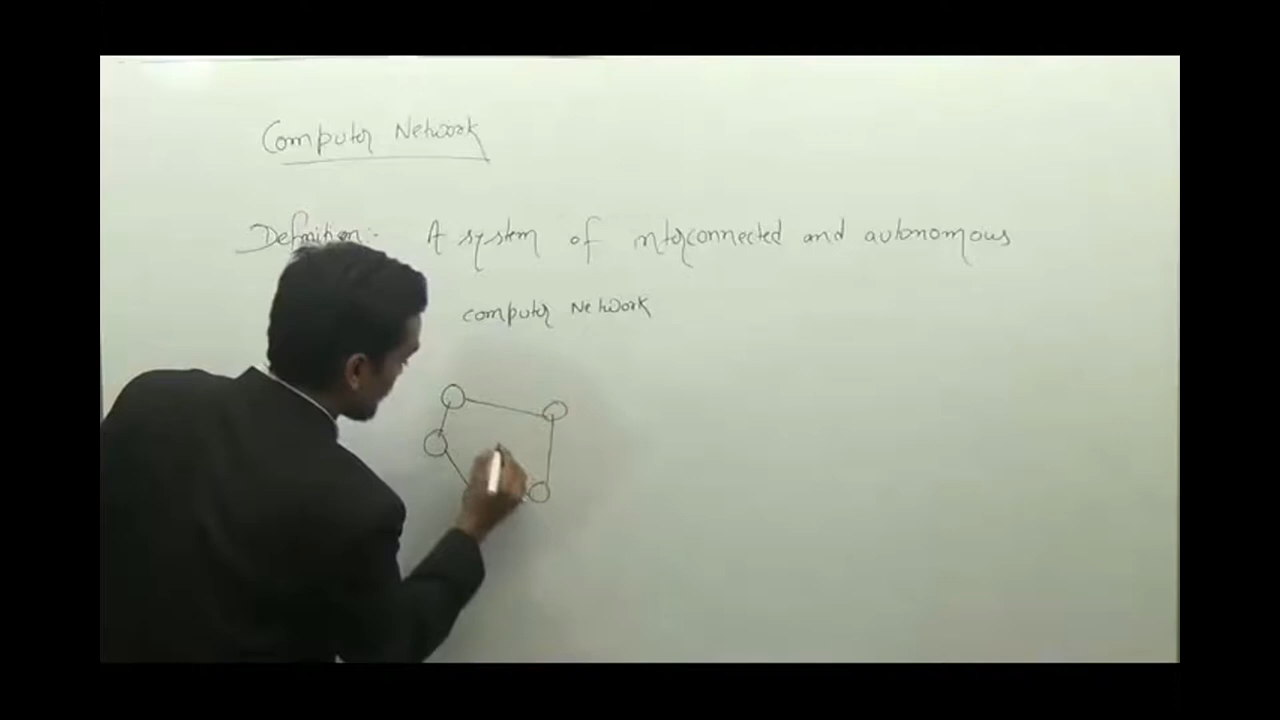 Computer Network
Definition:- A system of interconnected and autonomous
computer Network